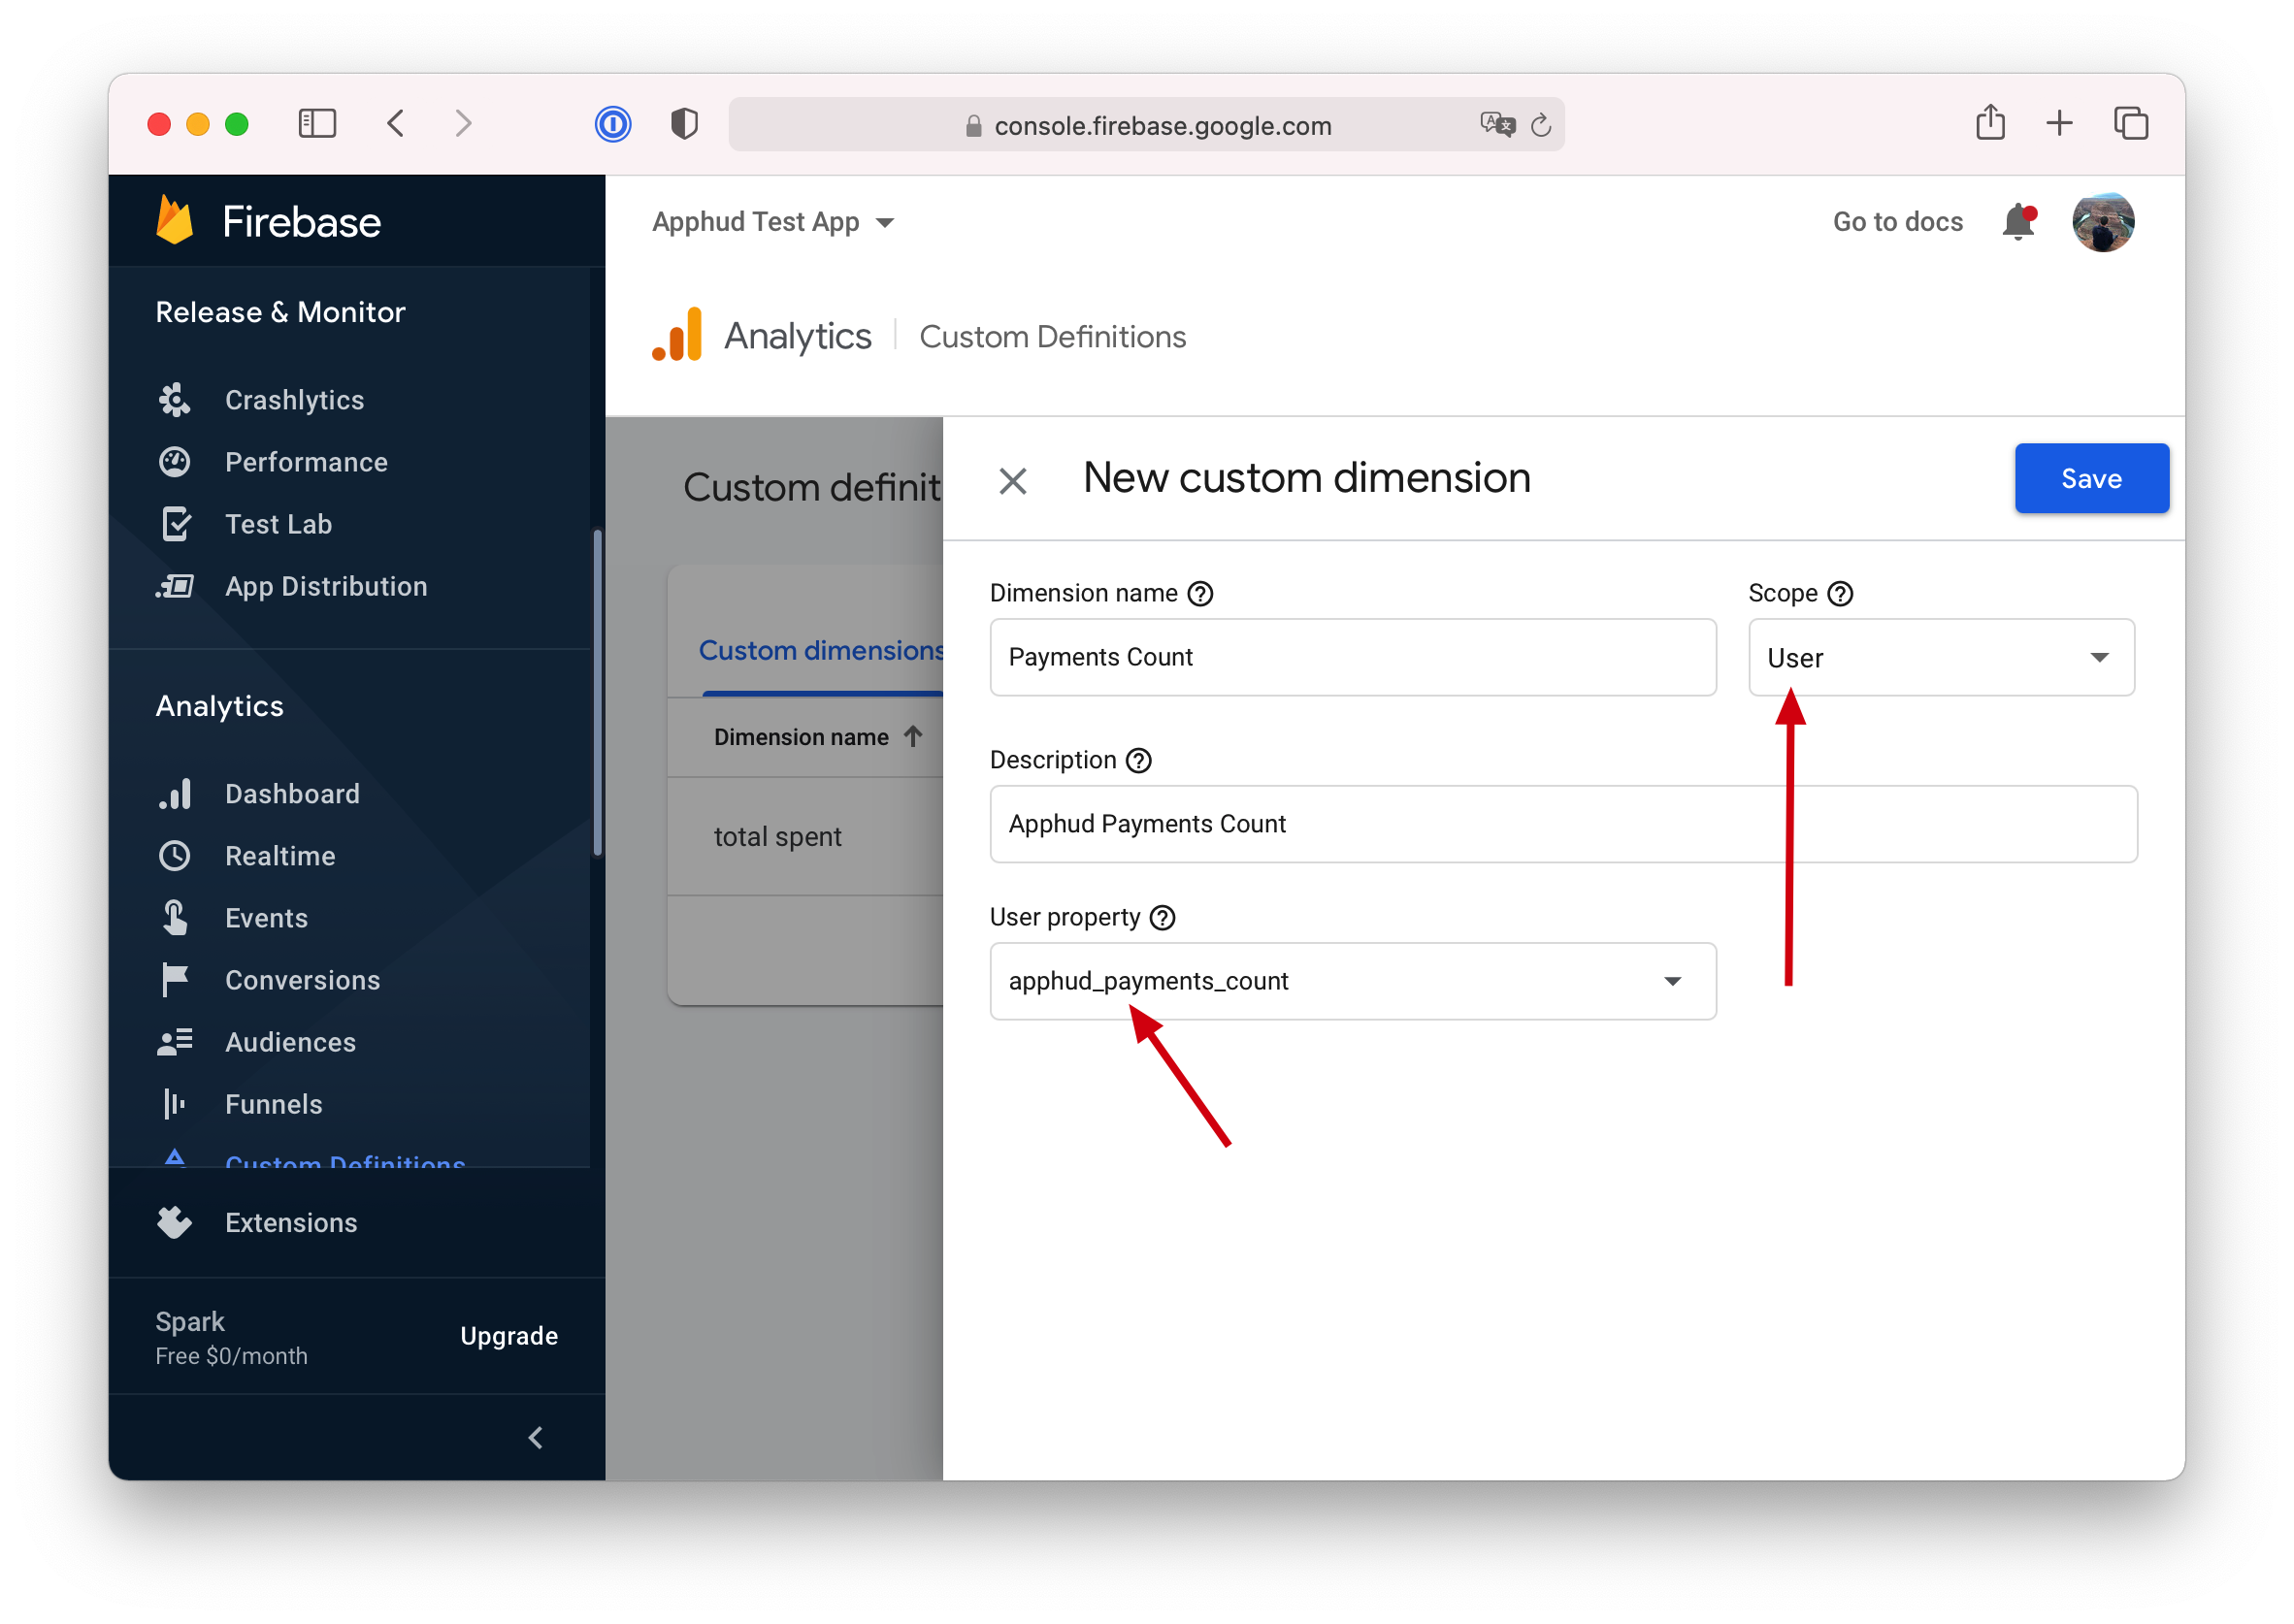 console.firebase.google.com
Firebase
Apphud Test App
Go to docs
Release & Monitor
Analytics
Custom Definitions
Crashlytics
Performance
Test Lab
App Distribution
Custom definit
New custom dimension
Save
Dimension name
Scope
Payments Count
User
Custom dimensions
Analytics
Dimension name
Description
Apphud Payments Count
Dashboard
total spent
Realtime
Events
User property
apphud_payments_count
Conversions
Audiences
Funnels
Custom Definitions
Extensions
Spark
Free $0/month
Upgrade